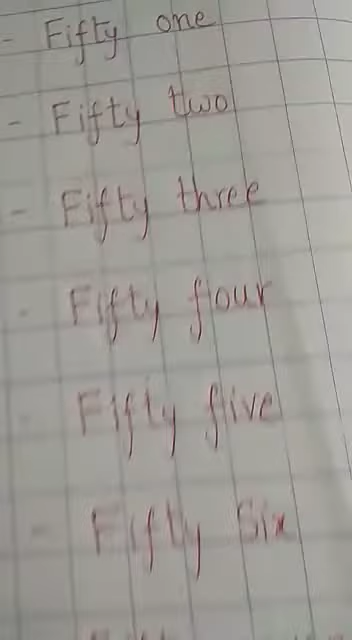 - Fifty one
- Fifty two
- Fifty three
- Fifty four
- Fifty five
- Fifty Six